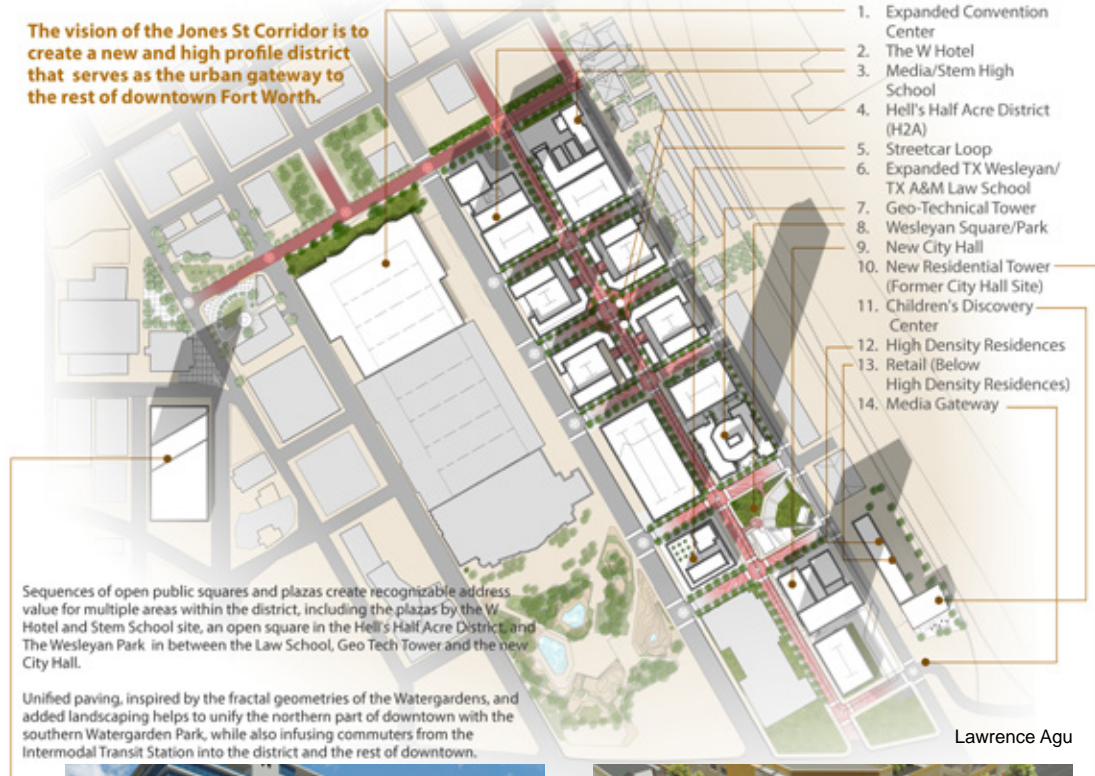 The vision of the Jones St Corridor is to
create a new and high profile district
that serves as the urban gateway to
the rest of downtown Fort Worth.
1. Expanded Convention
Center
2. The W Hotel
3. Media/Stem High
School
4. Hell's Half Acre District
(H2A)
5. Streetcar Loop
6. Expanded TX Wesleyan/
TX A&M Law School
7. Geo-Technical Tower
8. Wesleyan Square/Park
9. New City Hall
10. New Residential Tower
(Former City Hall Site)
11. Children's Discovery
Center
12. High Density Residences
13. Retail (Below
High Density Residences)
14. Media Gateway
Sequences of open public squares and plazas create recognizable address
value for multiple areas within the district, including the plazas by the W
Hotel and Stem School site, an open square in the Hell's Half Acre District, and
The Wesleyan Park in between the Law School, Geo Tech Tower and the new
City Hall.
Unified paving, inspired by the fractal geometries of the Watergardens, and
added landscaping helps to unify the northern part of downtown with the
southern Watergarden Park, while also infusing commuters from the
Intermodal Transit Station into the district and the rest of downtown.
Lawrence Agu